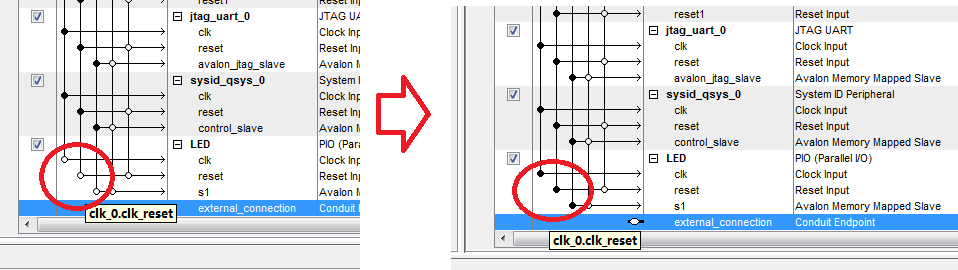 reset1
Reset Input
jtag_uart_0
JTAG UART
clk
Clock Inp
reset
Reset Inp
avalon_jtag_slave
Avalon M
sysid_qsys_0
System I
clk
Clock Inp
reset
Reset Inp
control_slave
Avalon M
LED
PIO (Para
clk
Clock Inp
reset
Reset Inp
s1
Avalon M
external_connection
Conduit E
clk_0.clk_reset
reset1
Reset Input
jtag_uart_0
JTAG UART
clk
Clock Input
reset
Reset Input
avalon_jtag_slave
Avalon Memory Mapped Slave
sysid_qsys_0
System ID Peripheral
clk
Clock Input
reset
Reset Input
control_slave
Avalon Memory Mapped Slave
LED
PIO (Parallel I/O)
clk
Clock Input
reset
Reset Input
s1
Avalon Memory Mapped Slave
external_connection
Conduit Endpoint
clk_0.clk_reset